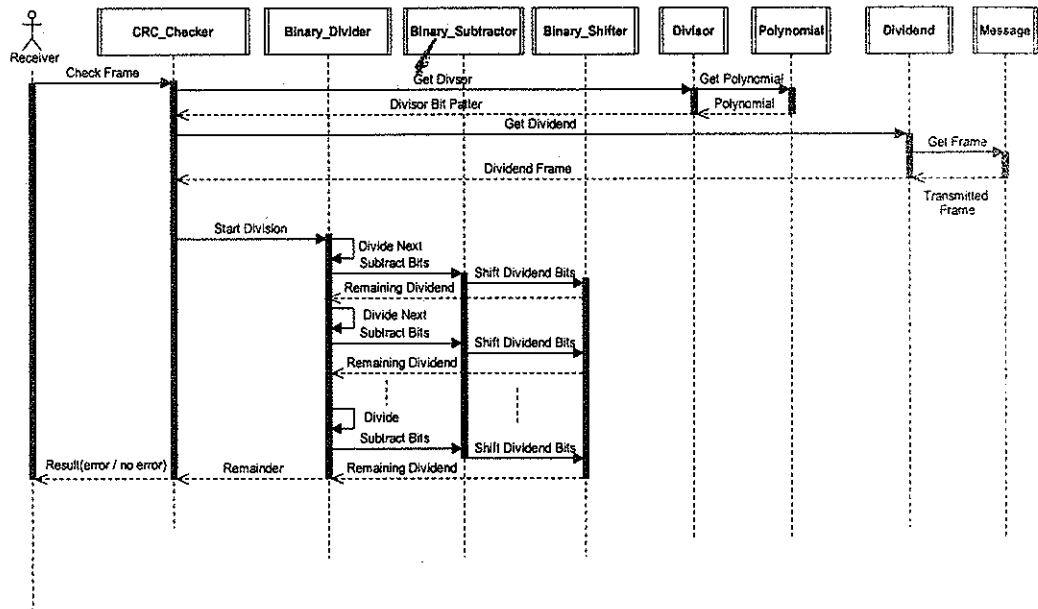 CRC_Checker
Binary_Divider
Binary_Subtractor
Binary_Shifter
Divisor
Polynomial
Dividend
Message
Receiver
Check Frame
Get Divsor
Get Polynomial
Divisor Bit Patter
Polynomial
Get Dividend
Get Frame
Dividend Frame
Transmitted
Frame
Start Division
Divide Next
Subtract Bits
Shift Dividend Bits
Remaining Dividend
Divide Next
Subtract Bits
Shift Dividend Bits
Remaining Dividend
Divide
Subtract Bits
Shift Dividend Bits
Result(error / no error)
Remainder
Remaining Dividend